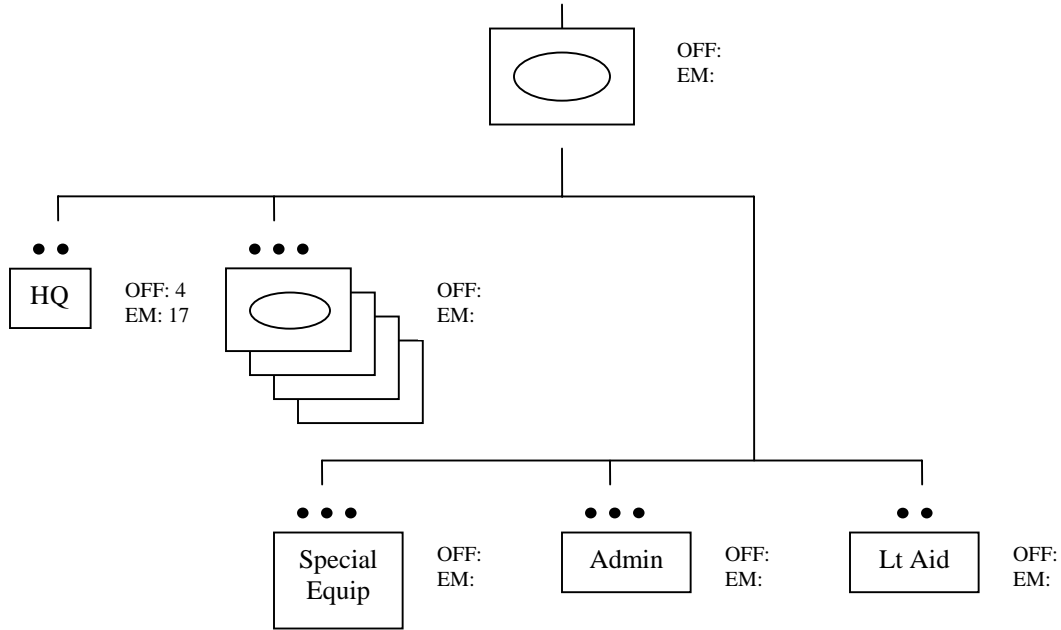 OFF:
EM:
HQ
OFF: 4
EM: 17
OFF:
EM:
Special
Equip
OFF:
EM:
Admin
OFF:
EM:
Lt Aid
OFF:
EM: